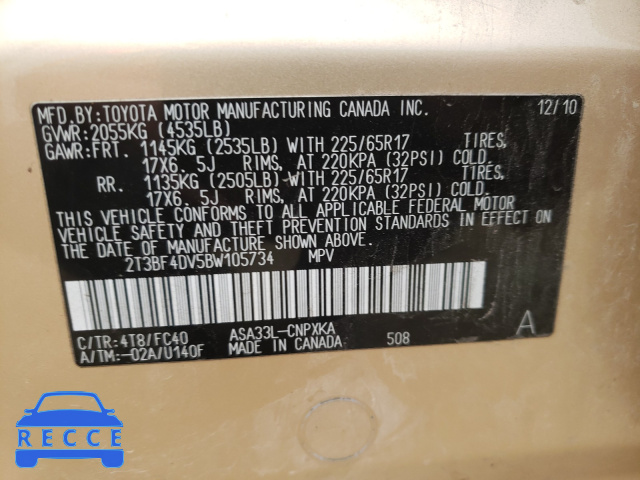 MFD.BY:TOYOTA MOTOR MANUFACTURING CANADA INC. 12/10
GVWR:2055KG (4535LB)
GAWR:FRT. 1145KG (2535LB) WITH 225/65R17 TIRES,
17X6.5J RIMS, AT 220KPA (32PSI) COLD.
RR. 1135KG (2505LB) WITH 225/65R17 TIRES,
17X6.5J RIMS, AT 220KPA (32PSI) COLD.
THIS VEHICLE CONFORMS TO ALL APPLICABLE FEDERAL MOTOR
VEHICLE SAFETY AND THEFT PREVENTION STANDARDS IN EFFECT ON
THE DATE OF MANUFACTURE SHOWN ABOVE.
2T3BF4DV5BW105734 MPV
C/TR:4T8/FC40 ASA33L-CNPXKA 508 A
A/TM:-02A/U140F MADE IN CANADA
RECCE